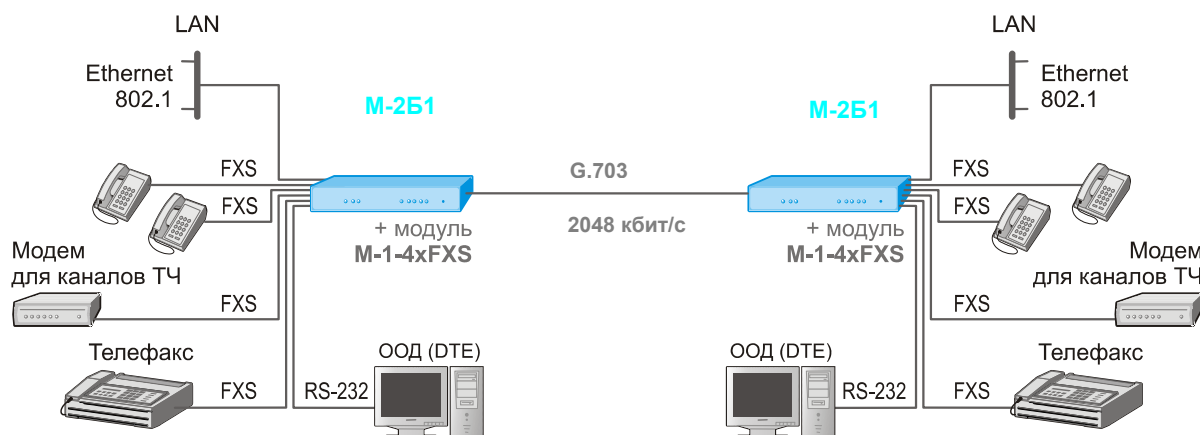 LAN
Ethernet
802.1
М-2Б1
FXS
FXS
+ модуль
М-1-4xFXS
Модем
для каналов ТЧ
FXS
Телефакс
FXS
ООД (DTE)
RS-232
G.703
2048 кбит/с
LAN
Ethernet
802.1
М-2Б1
FXS
FXS
+ модуль
М-1-4xFXS
Модем
для каналов ТЧ
FXS
ООД (DTE)
RS-232
Телефакс
FXS